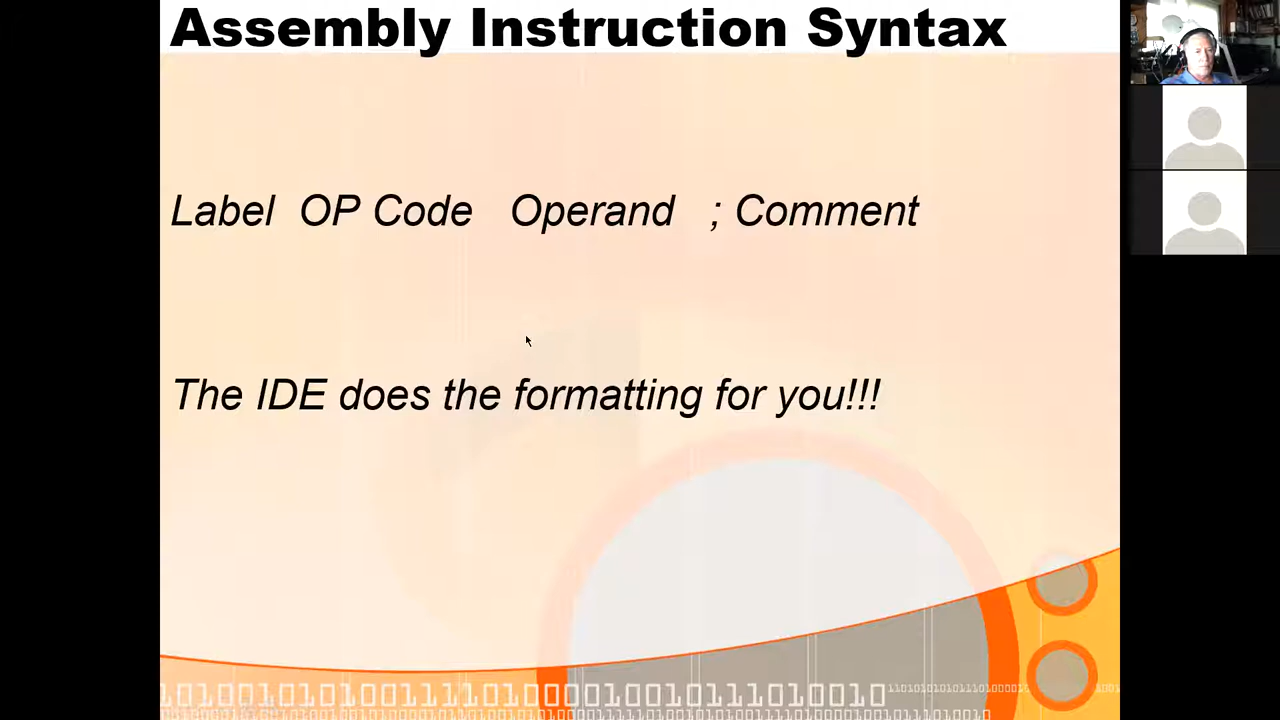 Assembly Instruction Syntax
Label OP Code Operand ; Comment
The IDE does the formatting for you!!!